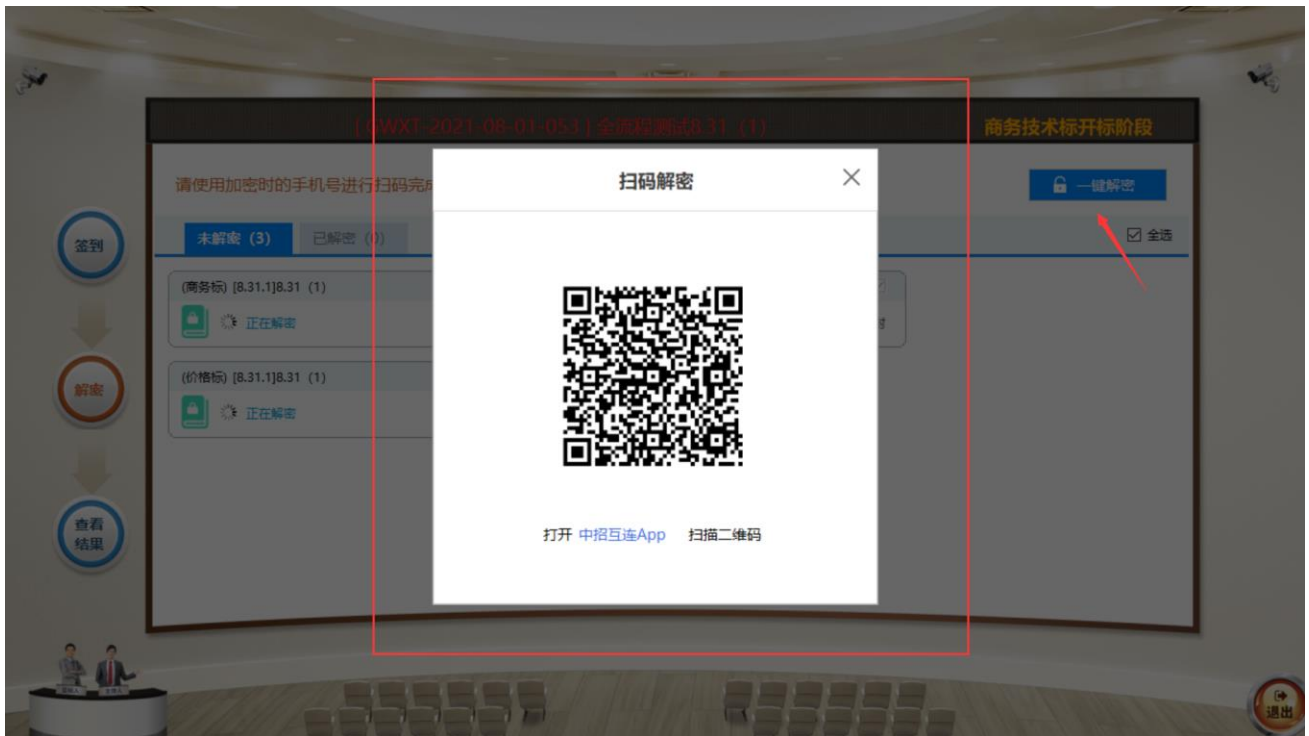 [ GWXT-2021-08-01-053 ] 全流程测试8.31（1）
商务技术标开标阶段
扫码解密
请使用加密时的手机号进行扫码完成
一键解密
签到
未解密（3）
已解密（0）
全选
(商务标) [8.31.1]8.31（1）
正在解密
(价格标) [8.31.1]8.31（1）
正在解密
解密
查看
结果
打开 中招互连App 扫描二维码
退出